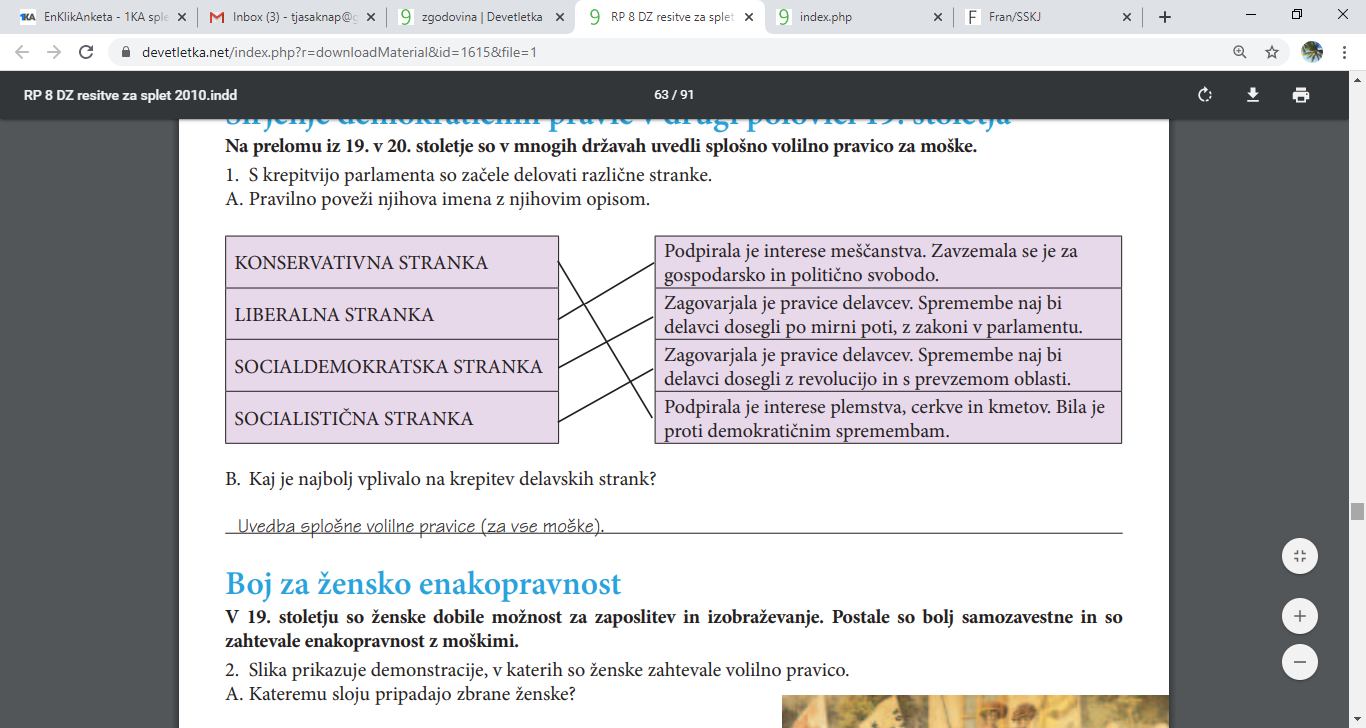 EnKlikAnketa - 1KA sple
Inbox (3) - tjasaknap@g
zgodovina | Devetletka
RP 8 DZ resitve za splet
index.php
Fran/SSKJ
devetletka.net/index.php?r=downloadMaterial&id=1615&file=1
RP 8 DZ resitve za splet 2010.indd
63 / 91
Širjenje demokratičnih pravic v drugi polovici 19. stoletja
Na prelomu iz 19. v 20. stoletje so v mnogih državah uvedli splošno volilno pravico za moške.
1. S krepitvijo parlamenta so začele delovati različne stranke.
A. Pravilno poveži njihova imena z njihovim opisom.
KONSERVATIVNA STRANKA
LIBERALNA STRANKA
SOCIALDEMOKRATSKA STRANKA
SOCIALISTIČNA STRANKA
Podpirala je interese meščanstva. Zavzemala se je za
gospodarsko in politično svobodo.
Zagovarjala je pravice delavcev. Spremembe naj bi
delavci dosegli po mirni poti, z zakoni v parlamentu.
Zagovarjala je pravice delavcev. Spremembe naj bi
delavci dosegli z revolucijo in s prevzemom oblasti.
Podpirala je interese plemstva, cerkve in kmetov. Bila je
proti demokratičnim spremembam.
B. Kaj je najbolj vplivalo na krepitev delavskih strank?
Uvedba splošne volilne pravice (za vse moške).
Boj za žensko enakopravnost
V 19. stoletju so ženske dobile možnost za zaposlitev in izobraževanje. Postale so bolj samozavestne in so
zahtevale enakopravnost z moškimi.
2. Slika prikazuje demonstracije, v katerih so ženske zahtevale volilno pravico.
A. Kateremu sloju pripadajo zbrane ženske?